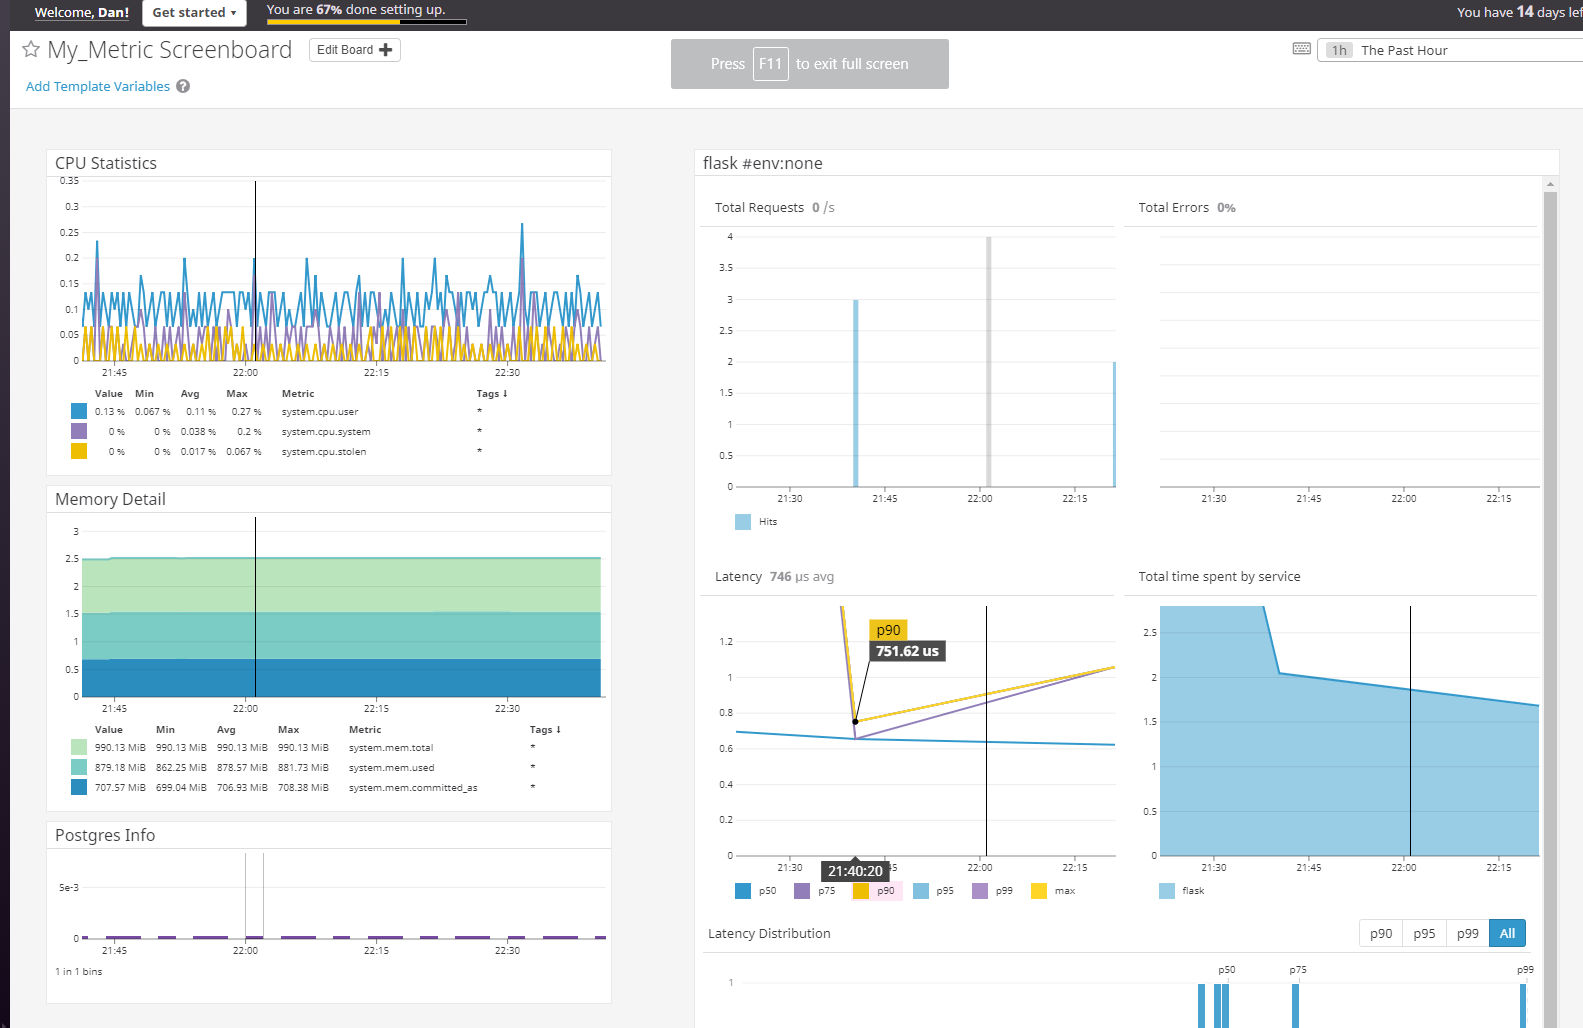 Welcome, Dan!
Get started ▾
You are 67% done setting up.
You have 14 days lef
My_Metric Screenboard
Edit Board
Press F11 to exit full screen
1h The Past Hour
Add Template Variables ?
CPU Statistics
0.35
0.3
0.25
0.2
0.15
0.1
0.05
0
21:45 22:00 22:15 22:30
Value Min Avg Max Metric Tags ↓
0.13 % 0.067 % 0.11 % 0.27 % system.cpu.user *
0 % 0 % 0.038 % 0.2 % system.cpu.system *
0 % 0 % 0.017 % 0.067 % system.cpu.stolen *
Memory Detail
3
2.5
2
1.5
1
0.5
0
21:45 22:00 22:15 22:30
Value Min Avg Max Metric Tags ↓
990.13 MiB 990.13 MiB 990.13 MiB 990.13 MiB system.mem.total *
879.18 MiB 862.25 MiB 878.57 MiB 881.73 MiB system.mem.used *
707.57 MiB 699.04 MiB 706.93 MiB 708.38 MiB system.mem.committed_as *
Postgres Info
5e-3
0
21:45 22:00 22:15 22:30
1 in 1 bins
flask #env:none
Total Requests 0 /s
4
3.5
3
2.5
2
1.5
1
0.5
0
21:30 21:45 22:00 22:15
Hits
Total Errors 0%
21:30 21:45 22:00 22:15
Latency 746 µs avg
p90
751.62 us
1.2
1
0.8
0.6
0.4
0.2
0
21:30 45 22:00 22:15
21:40:20
p50 p75 p90 p95 p99 max
Total time spent by service
2.5
2
1.5
1
0.5
0
21:30 21:45 22:00 22:15
flask
Latency Distribution
p90 p95 p99 All
p50 p75 p99
1